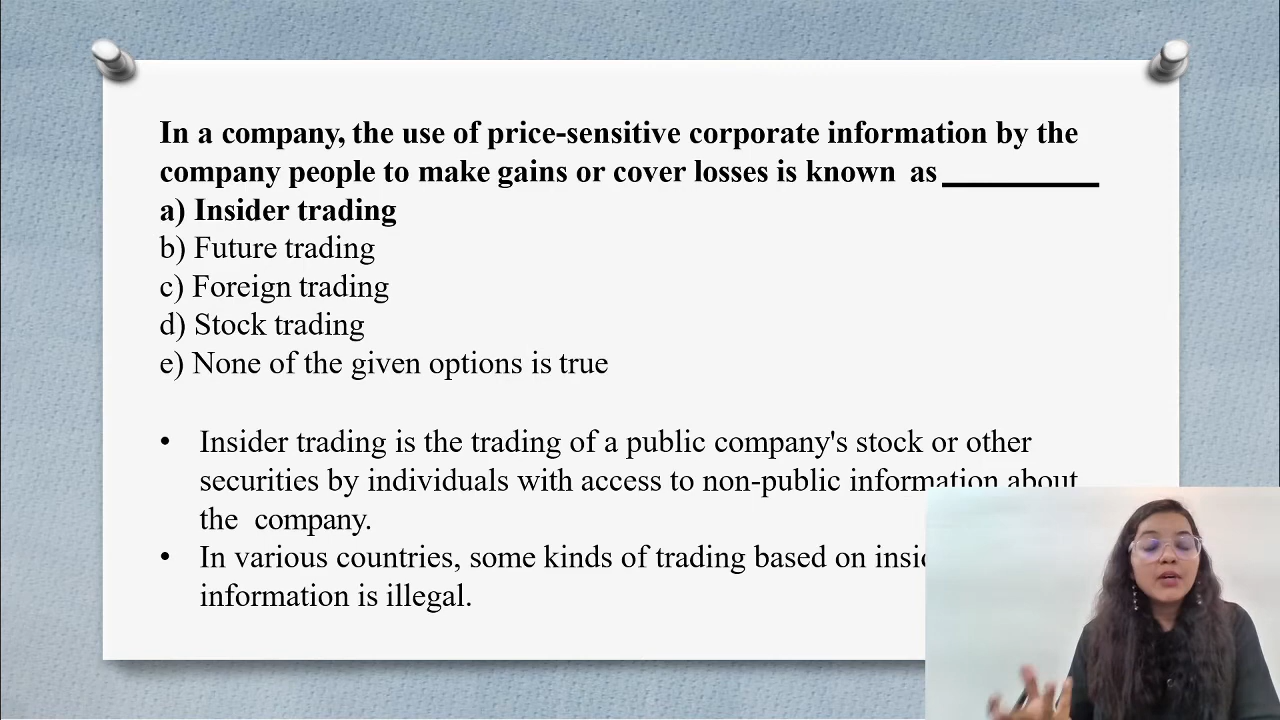 In a company, the use of price-sensitive corporate information by the
company people to make gains or cover losses is known as __________
a) Insider trading
b) Future trading
c) Foreign trading
d) Stock trading
e) None of the given options is true
• Insider trading is the trading of a public company's stock or other
securities by individuals with access to non-public information about
the company.
• In various countries, some kinds of trading based on
information is illegal.